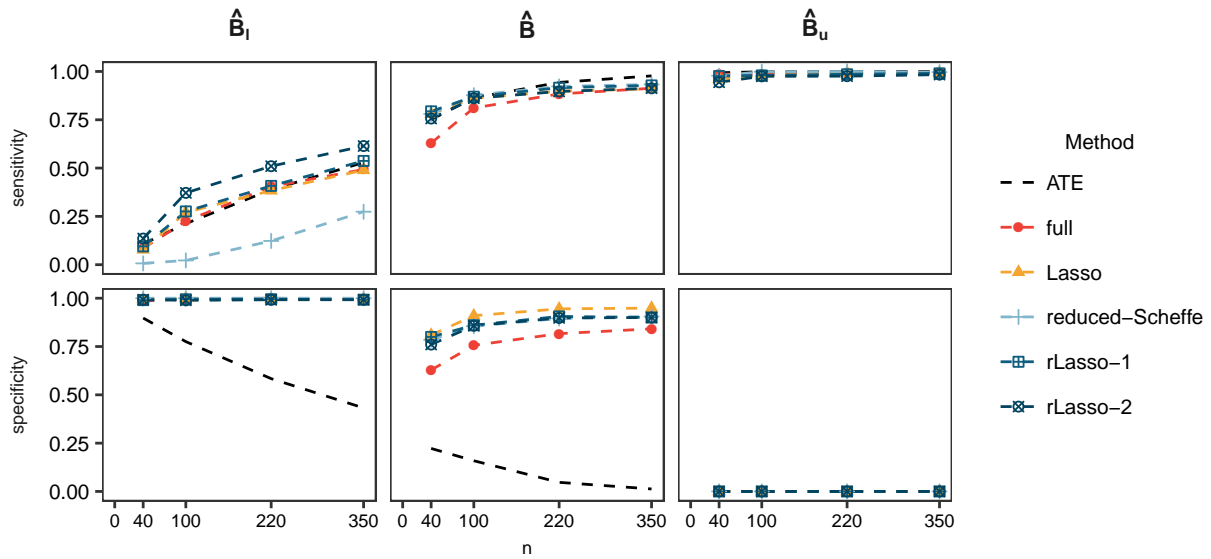 B̂ₗ B̂ B̂ᵤ
sensitivity
1.00
0.75
0.50
0.25
0.00
specificity
1.00
0.75
0.50
0.25
0.00
0 40 100 220 350
0 40 100 220 350
0 40 100 220 350
n
Method
ATE
full
Lasso
reduced−Scheffe
rLasso−1
rLasso−2